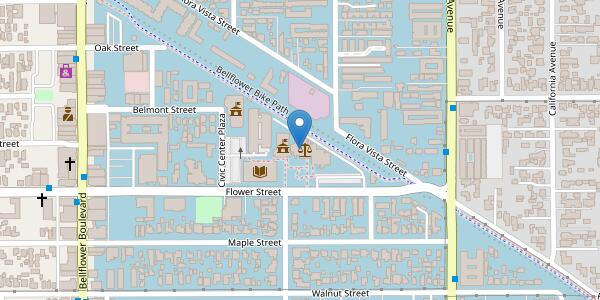 Flora Vista Street
Avenue
Oak Street
Bellflower Bike Path
California Avenue
Belmont Street
Civic Center Plaza
Flora Vista Street
Street
Flower Street
Bellflower Boulevard
Maple Street
Walnut Street